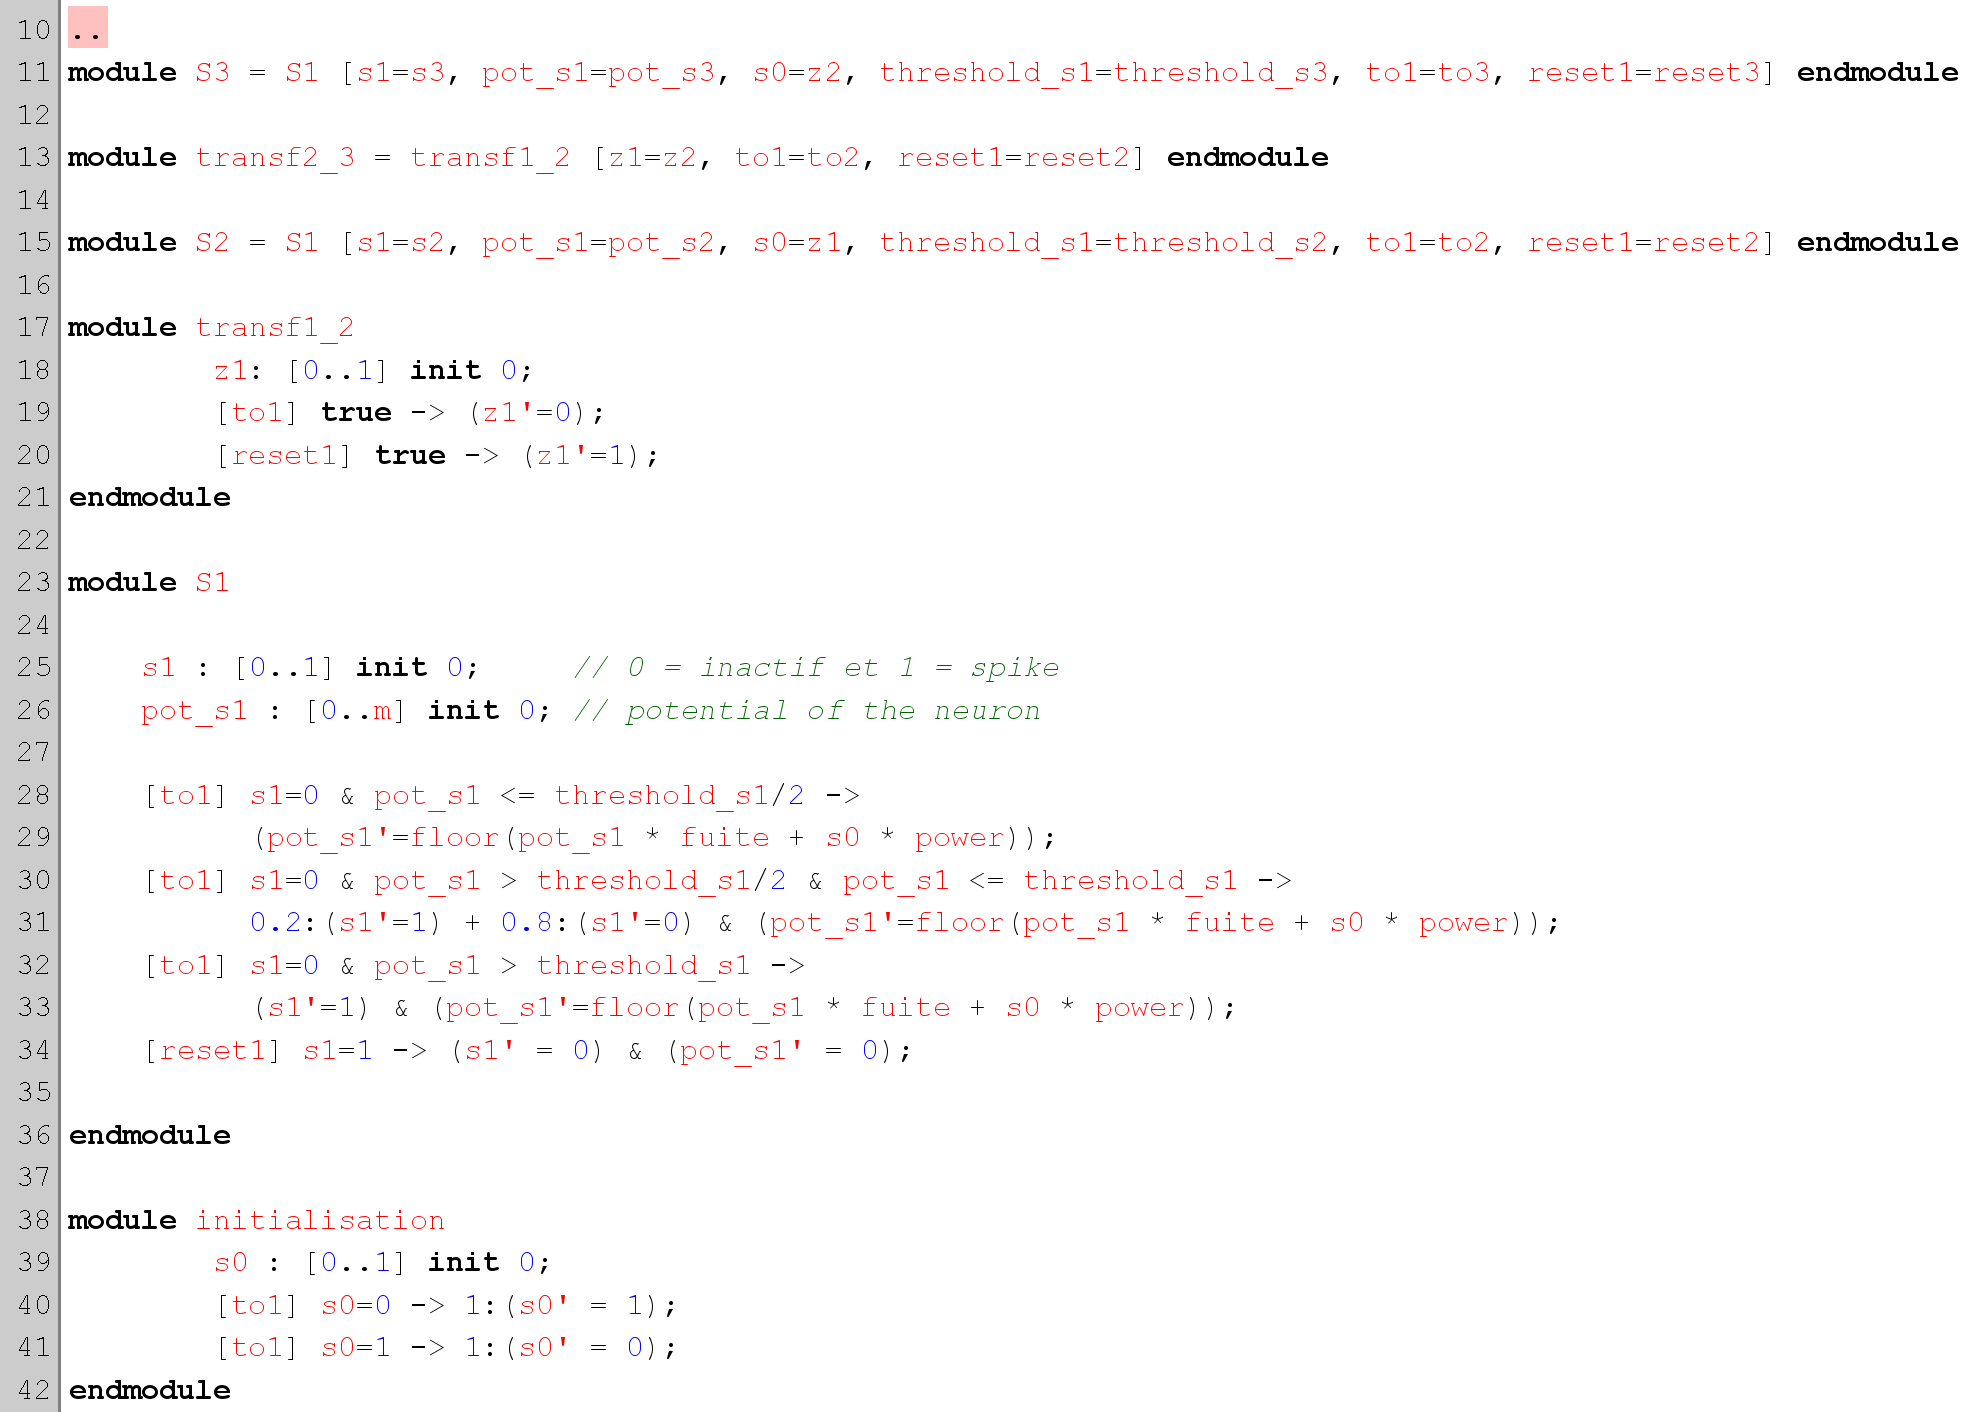 10 ..
11 module S3 = S1 [s1=s3, pot_s1=pot_s3, s0=z2, threshold_s1=threshold_s3, to1=to3, reset1=reset3] endmodule
12
13 module transf2_3 = transf1_2 [z1=z2, to1=to2, reset1=reset2] endmodule
14
15 module S2 = S1 [s1=s2, pot_s1=pot_s2, s0=z1, threshold_s1=threshold_s2, to1=to2, reset1=reset2] endmodule
16
17 module transf1_2
18 z1: [0..1] init 0;
19 [to1] true -> (z1'=0);
20 [reset1] true -> (z1'=1);
21 endmodule
22
23 module S1
24
25 s1 : [0..1] init 0; // 0 = inactif et 1 = spike
26 pot_s1 : [0..m] init 0; // potential of the neuron
27
28 [to1] s1=0 & pot_s1 <= threshold_s1/2 ->
29 (pot_s1'=floor(pot_s1 * fuite + s0 * power));
30 [to1] s1=0 & pot_s1 > threshold_s1/2 & pot_s1 <= threshold_s1 ->
31 0.2:(s1'=1) + 0.8:(s1'=0) & (pot_s1'=floor(pot_s1 * fuite + s0 * power));
32 [to1] s1=0 & pot_s1 > threshold_s1 ->
33 (s1'=1) & (pot_s1'=floor(pot_s1 * fuite + s0 * power));
34 [reset1] s1=1 -> (s1' = 0) & (pot_s1' = 0);
35
36 endmodule
37
38 module initialisation
39 s0 : [0..1] init 0;
40 [to1] s0=0 -> 1:(s0' = 1);
41 [to1] s0=1 -> 1:(s0' = 0);
42 endmodule